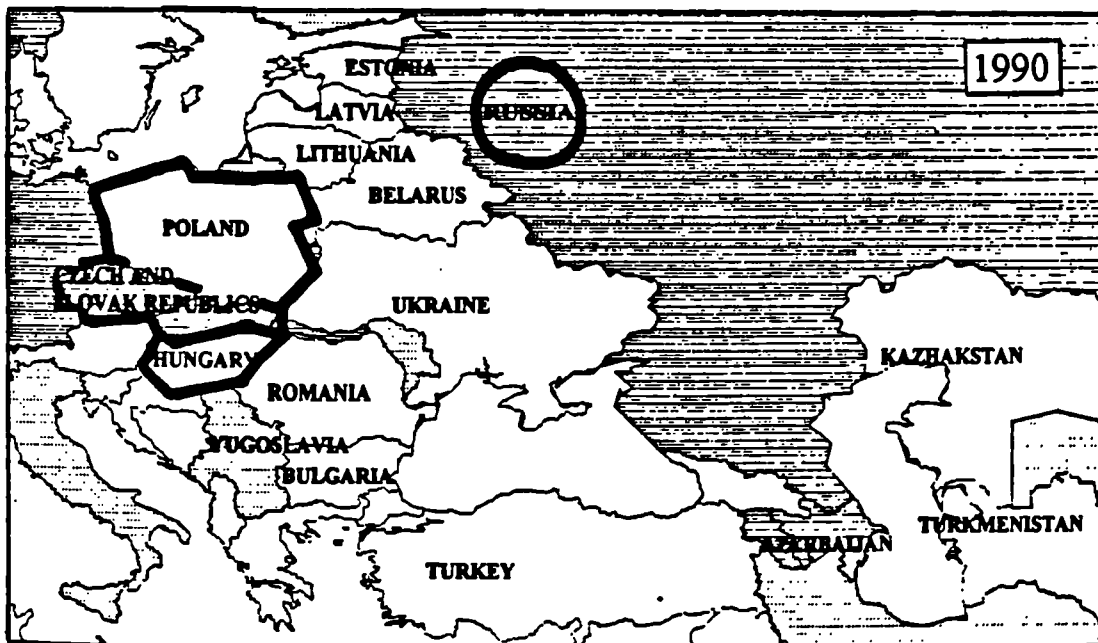 1990
ESTONIA
RUSSIA
LATVIA
LITHUANIA
BELARUS
POLAND
CZECH AND
SLOVAK REPUBLICS
UKRAINE
HUNGARY
KAZHAKSTAN
ROMANIA
YUGOSLAVIA
BULGARIA
TURKMENISTAN
AZERBAIJAN
TURKEY